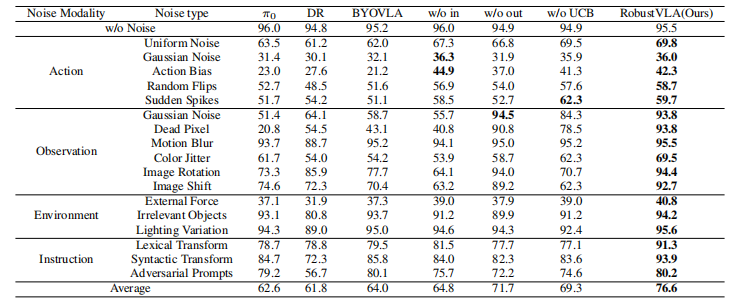 Noise Modality Noise type π0 DR BYOVLA w/o in w/o out w/o UCB RobustVLA(Ours)
w/o Noise 96.0 94.8 95.2 96.0 94.9 94.9 95.5
Action Uniform Noise 63.5 61.2 62.0 67.3 66.8 69.5 69.8
Gaussian Noise 31.4 30.1 32.1 36.3 31.9 35.9 36.0
Action Bias 23.0 27.6 21.2 44.9 37.0 41.3 42.3
Random Flips 52.7 48.5 51.6 56.9 54.0 57.6 58.7
Sudden Spikes 51.7 54.2 51.1 58.5 52.7 62.3 59.7
Observation Gaussian Noise 51.4 64.1 58.7 55.7 94.5 84.3 93.8
Dead Pixel 20.8 54.5 43.1 40.8 90.8 78.5 93.8
Motion Blur 93.7 88.7 95.2 94.1 95.0 95.2 95.5
Color Jitter 61.7 54.0 54.2 53.9 58.7 62.3 69.5
Image Rotation 73.3 85.9 77.7 64.1 94.0 70.7 94.4
Image Shift 74.6 72.3 70.4 63.2 89.2 62.3 92.7
Environment External Force 37.1 31.9 37.3 39.0 37.9 39.0 40.8
Irrelevant Objects 93.1 80.8 93.7 91.2 89.9 91.2 94.2
Lighting Variation 94.3 89.0 95.0 94.6 94.3 92.4 95.6
Instruction Lexical Transform 78.7 78.8 79.5 81.5 77.7 77.1 91.3
Syntactic Transform 84.7 72.3 85.8 84.0 82.3 83.6 93.9
Adversarial Prompts 79.2 56.7 80.1 75.7 72.2 74.6 80.2
Average 62.6 61.8 64.0 64.8 71.7 69.3 76.6